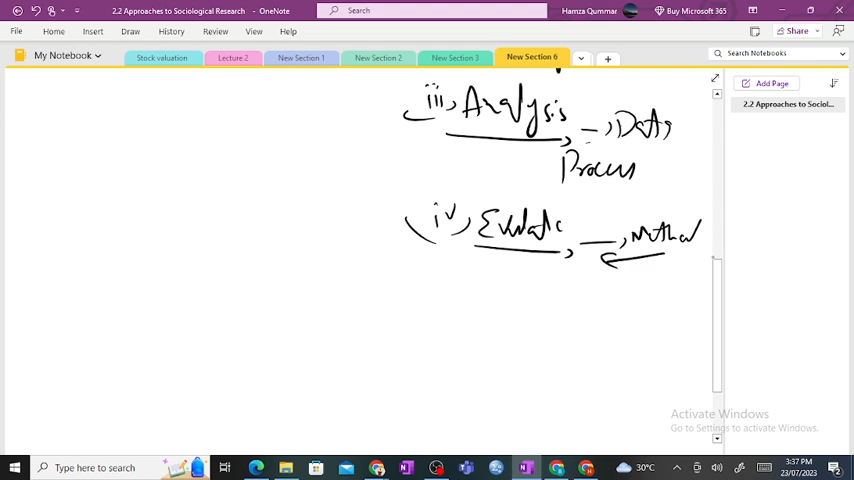 2.2 Approaches to Sociological Research - OneNote
Search
Hamza Qummar
Buy Microsoft 365
File Home Insert Draw History Review View Help
Share
My Notebook
Stock valuation Lecture 2 New Section 1 New Section 2 New Section 3 New Section 6
Search Notebooks
Add Page
2.2 Approaches to Sociol...
iii, Analysis
Data
Process
iv, Evaluatio
Method
Activate Windows
Go to Settings to activate Windows.
Type here to search
30°C
3:37 PM
23/07/2023
2